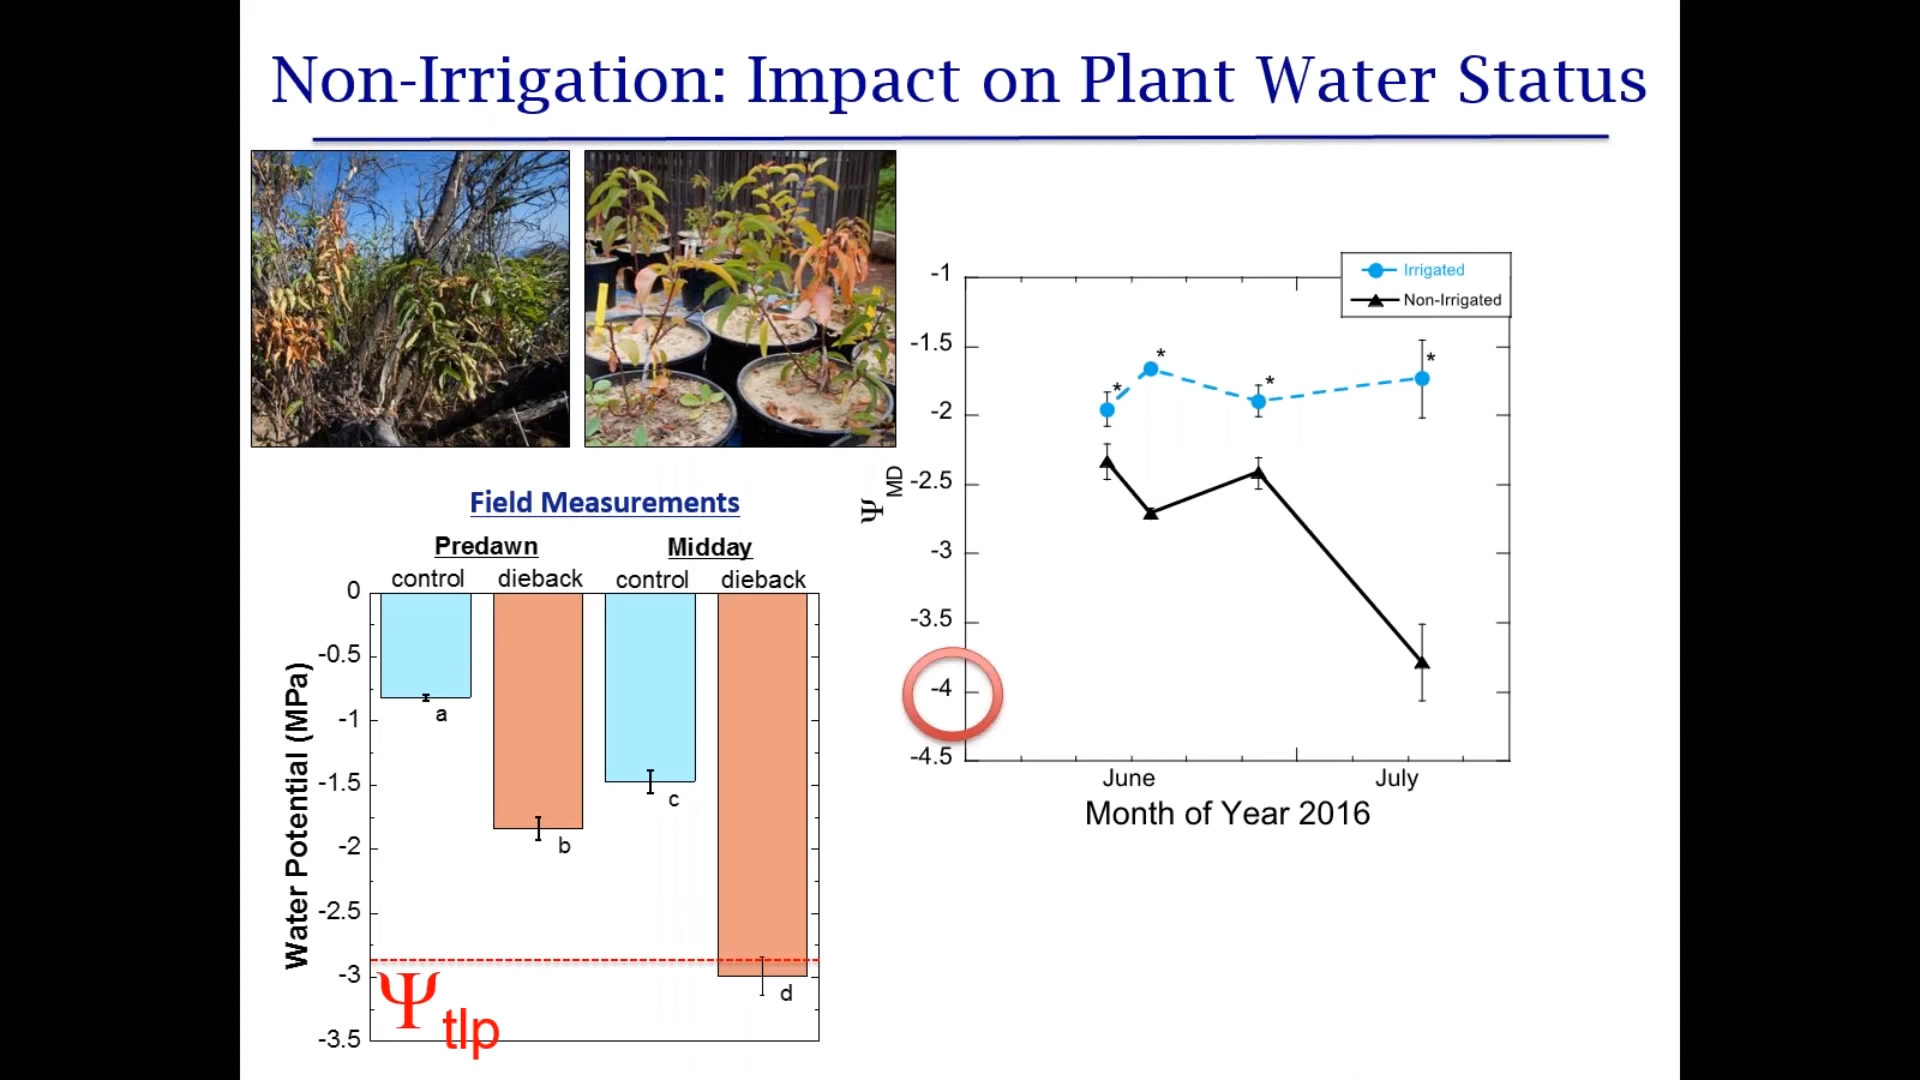 Non-Irrigation: Impact on Plant Water Status
Field Measurements
Predawn Midday
control dieback control dieback
0
-0.5
-1
-1.5
-2
-2.5
-3
-3.5
Water Potential (MPa)
a
b
c
d
Ψtlp
Irrigated
Non-Irrigated
-1
-1.5
-2
-2.5
-3
-3.5
-4
-4.5
ΨMD
*
*
*
*
June July
Month of Year 2016